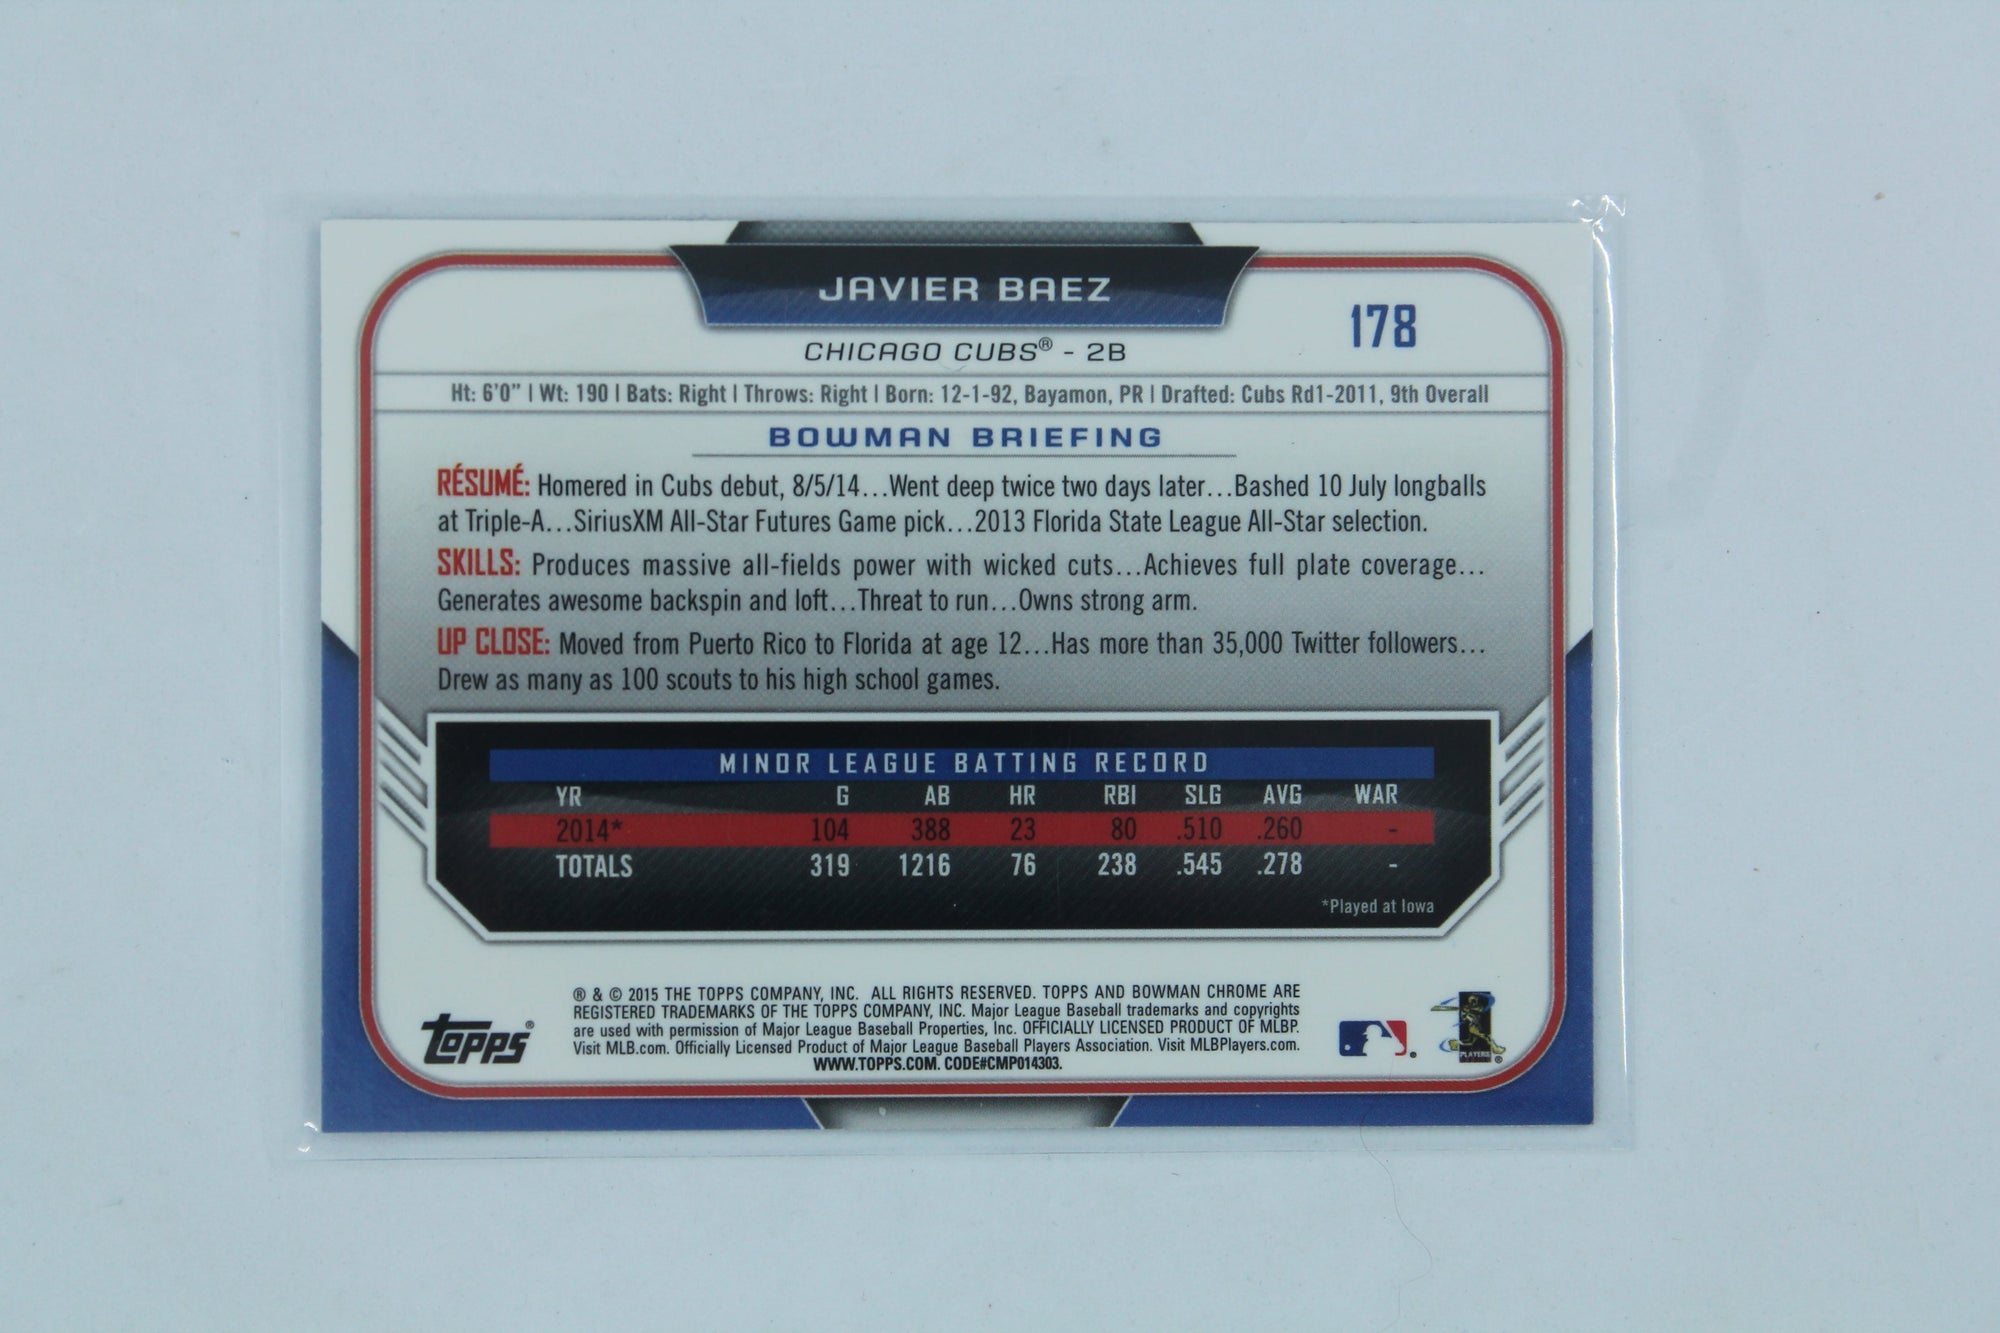 JAVIER BAEZ
178
CHICAGO CUBS® - 2B
Ht: 6'0" | Wt: 190 | Bats: Right | Throws: Right | Born: 12-1-92, Bayamon, PR | Drafted: Cubs Rd1-2011, 9th Overall
BOWMAN BRIEFING
RÉSUMÉ: Homered in Cubs debut, 8/5/14...Went deep twice two days later...Bashed 10 July longballs
at Triple-A...SiriusXM All-Star Futures Game pick...2013 Florida State League All-Star selection.
SKILLS: Produces massive all-fields power with wicked cuts...Achieves full plate coverage...
Generates awesome backspin and loft...Threat to run...Owns strong arm.
UP CLOSE: Moved from Puerto Rico to Florida at age 12...Has more than 35,000 Twitter followers...
Drew as many as 100 scouts to his high school games.
MINOR LEAGUE BATTING RECORD
YR G AB HR RBI SLG AVG WAR
2014* 104 388 23 80 .510 .260 -
TOTALS 319 1216 76 238 .545 .278 -
*Played at Iowa
® & © 2015 THE TOPPS COMPANY, INC. ALL RIGHTS RESERVED. TOPPS AND BOWMAN CHROME ARE
REGISTERED TRADEMARKS OF THE TOPPS COMPANY, INC. Major League Baseball trademarks and copyrights
are used with permission of Major League Baseball Properties, Inc. OFFICIALLY LICENSED PRODUCT OF MLBP.
Visit MLB.com. Officially Licensed Product of Major League Baseball Players Association. Visit MLBPlayers.com.
WWW.TOPPS.COM. CODE#CMP014303.
TOPPS®
PLAYERS